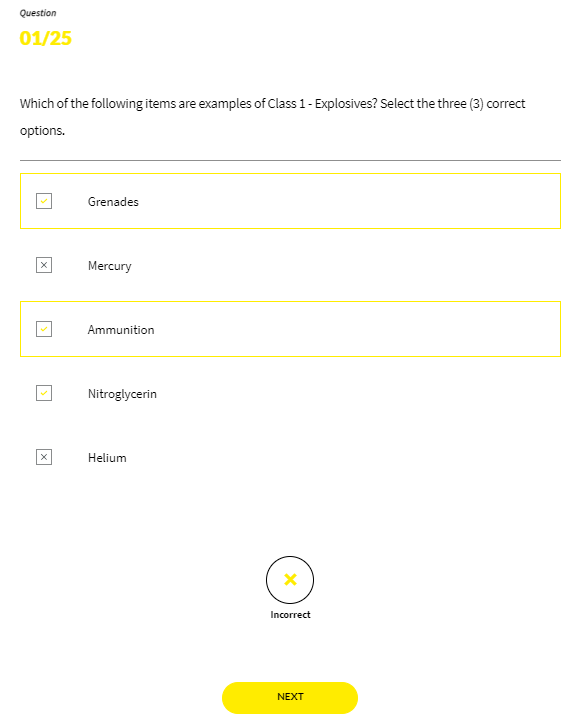 Question
01/25
Which of the following items are examples of Class 1 - Explosives? Select the three (3) correct
options.
Grenades
Mercury
Ammunition
Nitroglycerin
Helium
Incorrect
NEXT